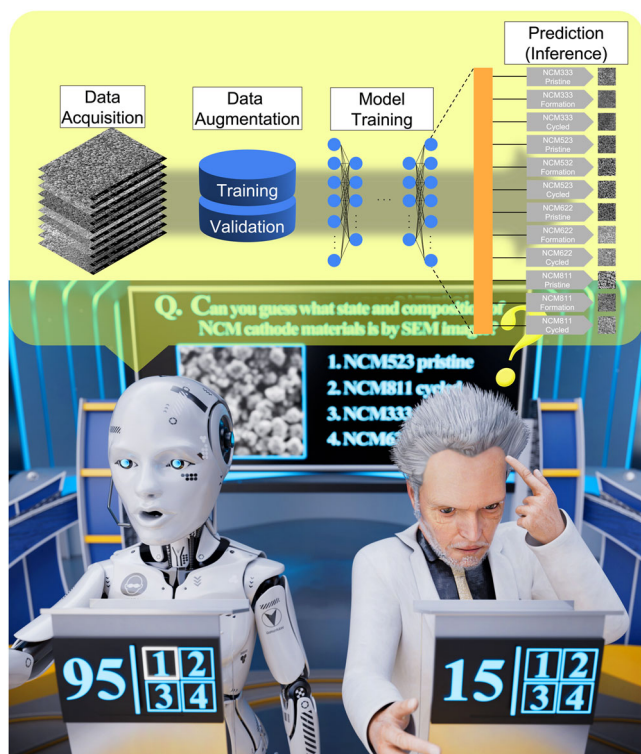 Data
Acquisition
Data
Augmentation
Training
Validation
Model
Training
Prediction
(Inference)
NCM333
Pristine
NCM333
Formation
NCM333
Cycled
NCM523
Pristine
NCM532
Formation
NCM523
Cycled
NCM622
Pristine
NCM622
Formation
NCM622
Cycled
NCM811
Pristine
NCM811
Formation
NCM811
Cycled
Q. Can you guess what state and composition of
NCM cathode materials is by SEM image?
1. NCM523 pristine
2. NCM811 cycled
3. NCM333
4.
95
1 2
3 4
15
1 2
3 4